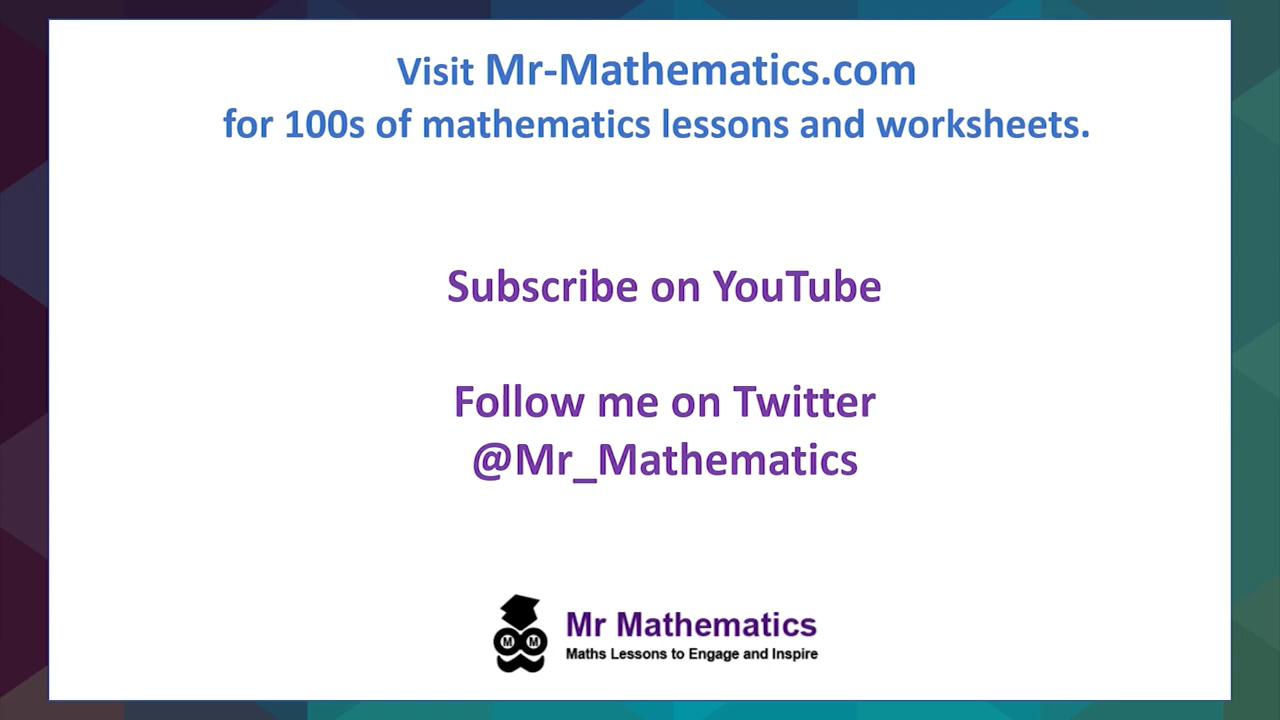 Visit Mr-Mathematics.com
for 100s of mathematics lessons and worksheets.
Subscribe on YouTube
Follow me on Twitter
@Mr_Mathematics
M M
Mr Mathematics
Maths Lessons to Engage and Inspire